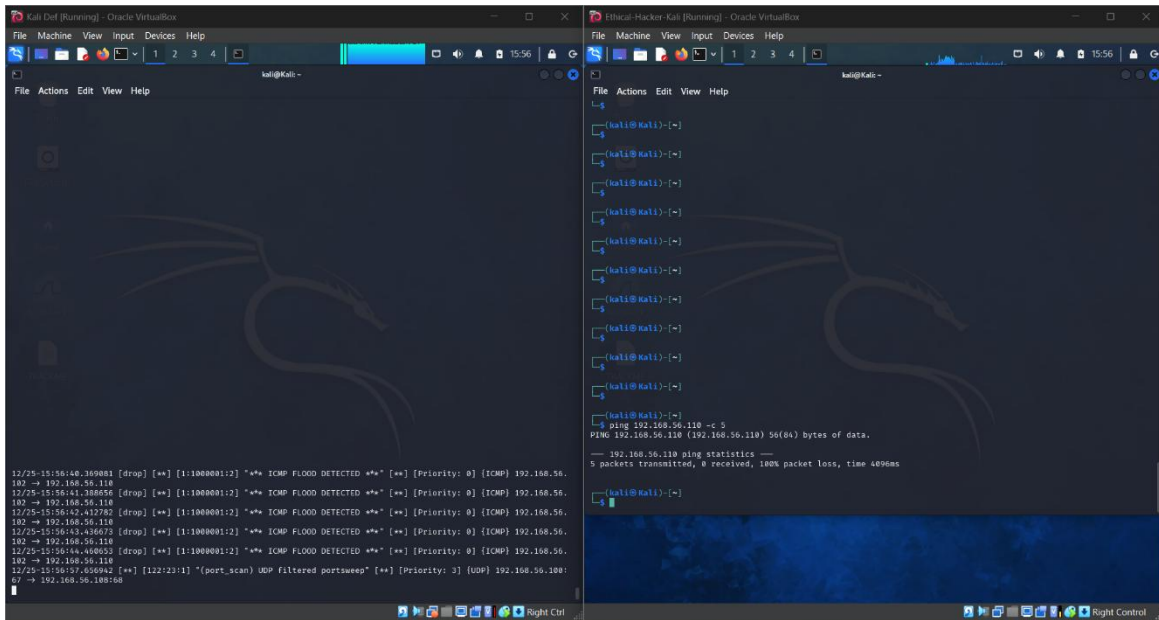 Kali Def [Running] - Oracle VirtualBox
File Machine View Input Devices Help
1 2 3 4 15:56
kali@Kali: ~
File Actions Edit View Help
12/25-15:56:40.369081 [drop] [**] [1:1000001:2] "*** ICMP FLOOD DETECTED ***" [**] [Priority: 0] {ICMP} 192.168.56.
102 → 192.168.56.110
12/25-15:56:41.388656 [drop] [**] [1:1000001:2] "*** ICMP FLOOD DETECTED ***" [**] [Priority: 0] {ICMP} 192.168.56.
102 → 192.168.56.110
12/25-15:56:42.412782 [drop] [**] [1:1000001:2] "*** ICMP FLOOD DETECTED ***" [**] [Priority: 0] {ICMP} 192.168.56.
102 → 192.168.56.110
12/25-15:56:43.436673 [drop] [**] [1:1000001:2] "*** ICMP FLOOD DETECTED ***" [**] [Priority: 0] {ICMP} 192.168.56.
102 → 192.168.56.110
12/25-15:56:44.460653 [drop] [**] [1:1000001:2] "*** ICMP FLOOD DETECTED ***" [**] [Priority: 0] {ICMP} 192.168.56.
102 → 192.168.56.110
12/25-15:56:57.656942 [**] [122:23:1] "(port_scan) UDP filtered portsweep" [**] [Priority: 3] {UDP} 192.168.56.100:
67 → 192.168.56.108:68
Right Ctrl
Ethical-Hacker-Kali [Running] - Oracle VirtualBox
File Machine View Input Devices Help
1 2 3 4 15:56
kali@Kali: ~
File Actions Edit View Help
└─$
┌──(kali㉿Kali)-[~]
└─$
┌──(kali㉿Kali)-[~]
└─$
┌──(kali㉿Kali)-[~]
└─$
┌──(kali㉿Kali)-[~]
└─$
┌──(kali㉿Kali)-[~]
└─$
┌──(kali㉿Kali)-[~]
└─$
┌──(kali㉿Kali)-[~]
└─$
┌──(kali㉿Kali)-[~]
└─$
┌──(kali㉿Kali)-[~]
└─$
┌──(kali㉿Kali)-[~]
└─$
┌──(kali㉿Kali)-[~]
└─$ ping 192.168.56.110 -c 5
PING 192.168.56.110 (192.168.56.110) 56(84) bytes of data.
— 192.168.56.110 ping statistics —
5 packets transmitted, 0 received, 100% packet loss, time 4096ms
┌──(kali㉿Kali)-[~]
└─$
Right Control